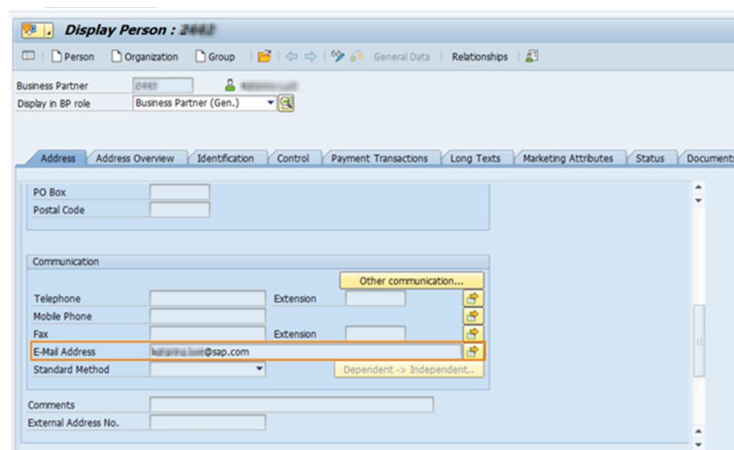 Display Person :
Person Organization Group General Data Relationships
Business Partner
Display in BP role Business Partner (Gen.)
Address Address Overview Identification Control Payment Transactions Long Texts Marketing Attributes Status Documents
PO Box
Postal Code
Communication
Other communication...
Telephone Extension
Mobile Phone
Fax Extension
E-Mail Address @sap.com
Standard Method Dependent -> Independent..
Comments
External Address No.